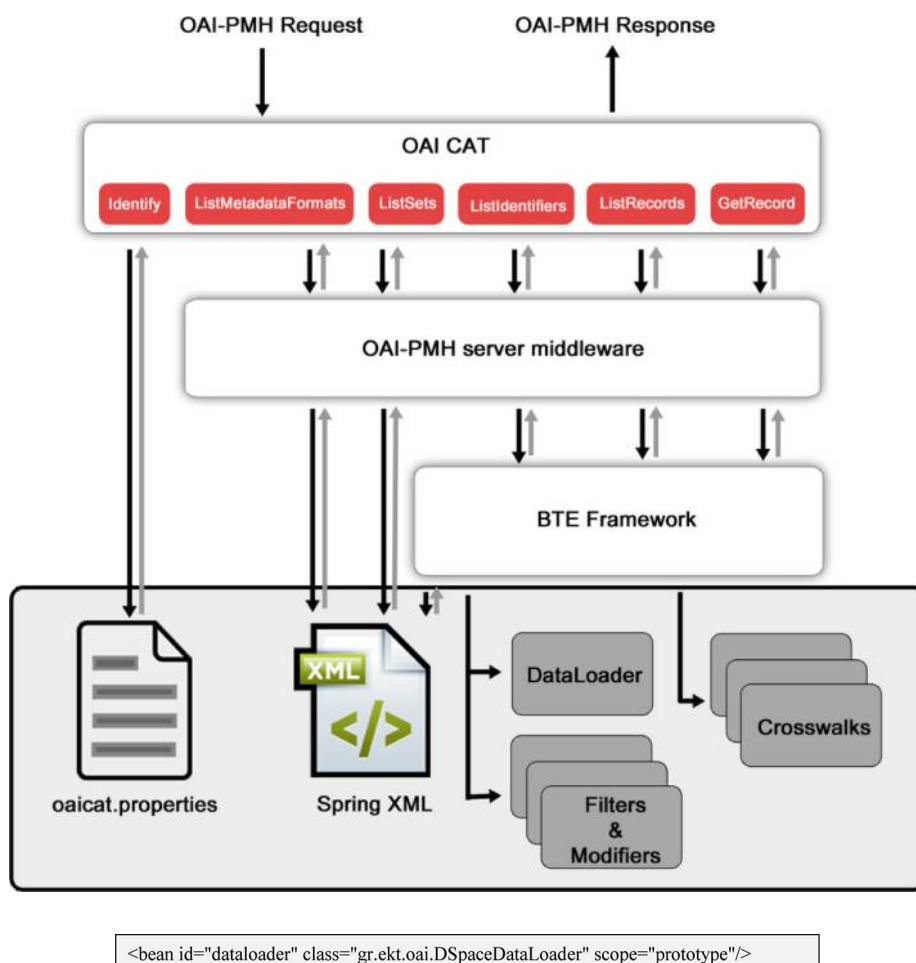 OAI-PMH Request
OAI-PMH Response
OAI CAT
Identify
ListMetadataFormats
ListSets
ListIdentifiers
ListRecords
GetRecord
OAI-PMH server middleware
BTE Framework
XML
</>
oaicat.properties
Spring XML
DataLoader
Filters
&
Modifiers
Crosswalks
<bean id="dataloader" class="gr.ekt.oai.DSpaceDataLoader" scope="prototype"/>